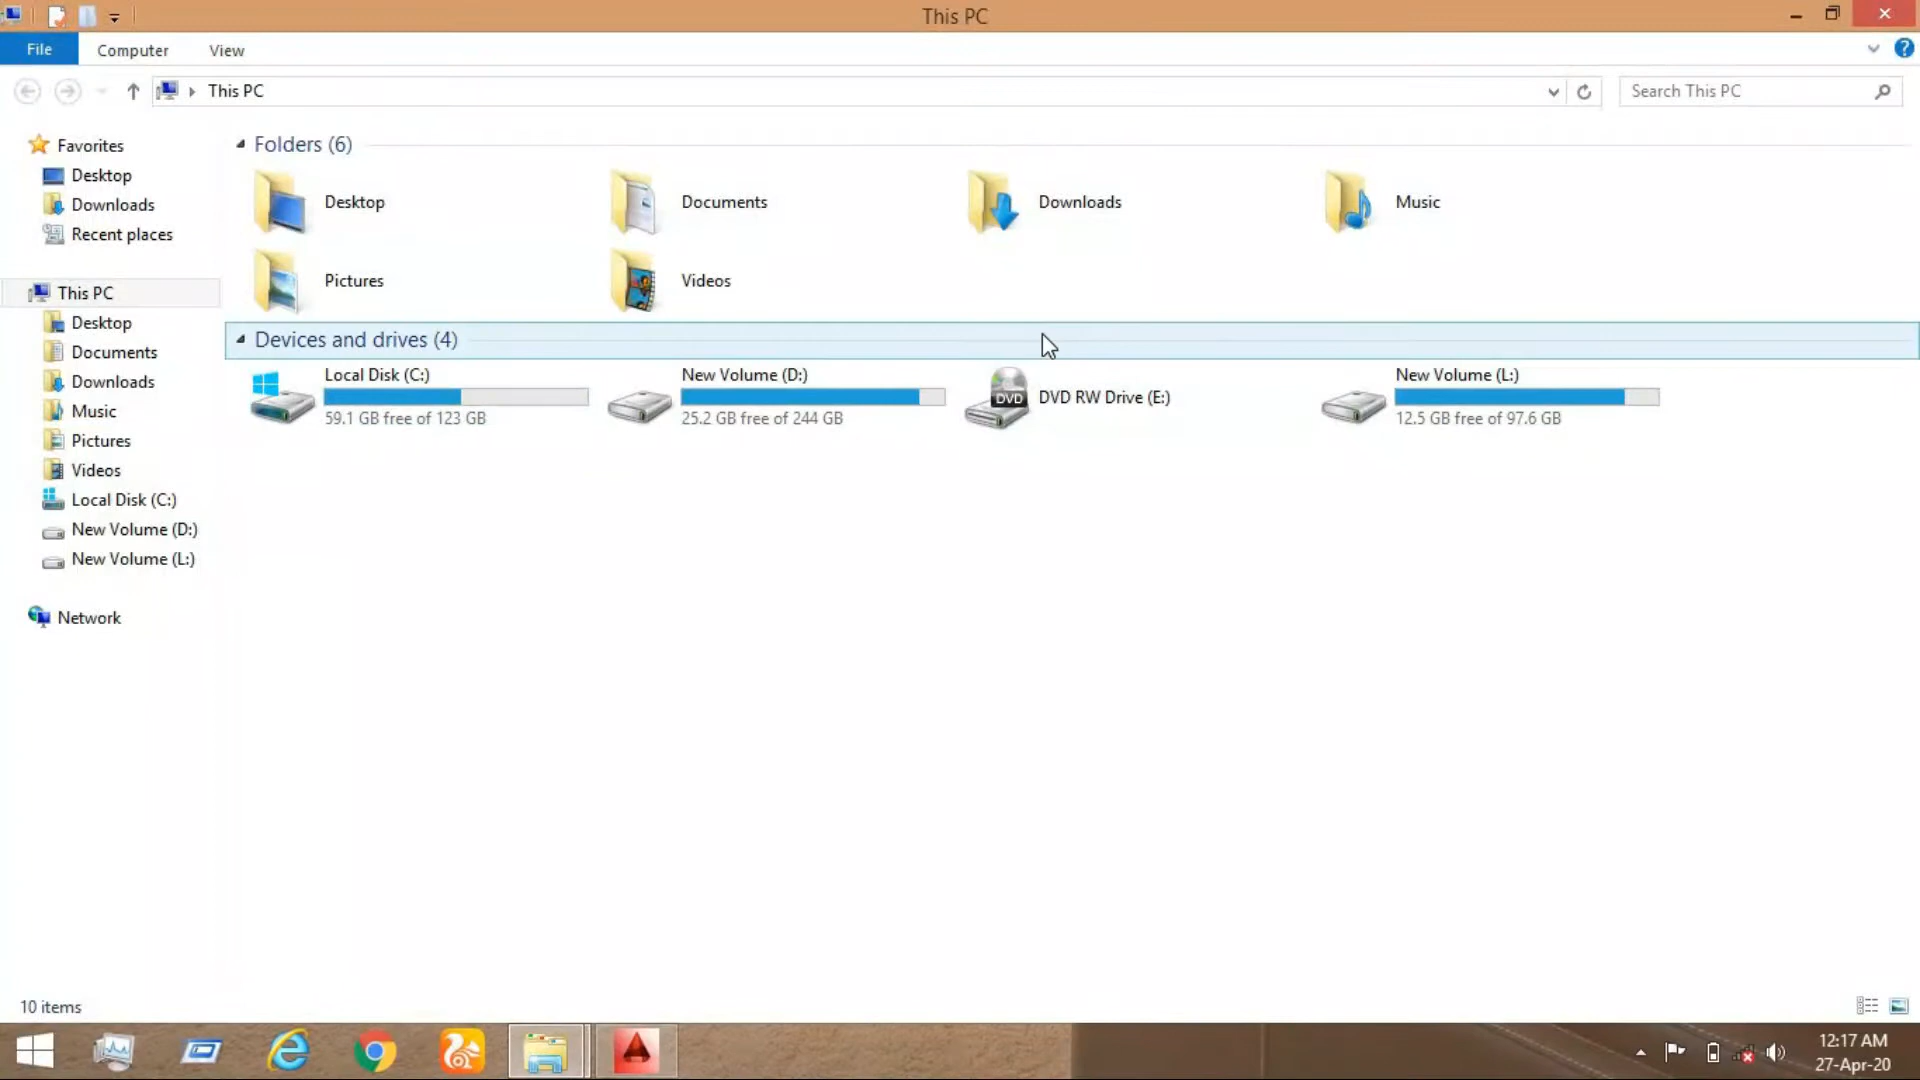 This PC
File
Computer
View
This PC
Search This PC
Favorites
Desktop
Downloads
Recent places
This PC
Desktop
Documents
Downloads
Music
Pictures
Videos
Local Disk (C:)
New Volume (D:)
New Volume (L:)
Network
Folders (6)
Desktop
Documents
Downloads
Music
Pictures
Videos
Devices and drives (4)
Local Disk (C:)
59.1 GB free of 123 GB
New Volume (D:)
25.2 GB free of 244 GB
DVD
DVD RW Drive (E:)
New Volume (L:)
12.5 GB free of 97.6 GB
10 items
12:17 AM
27-Apr-20